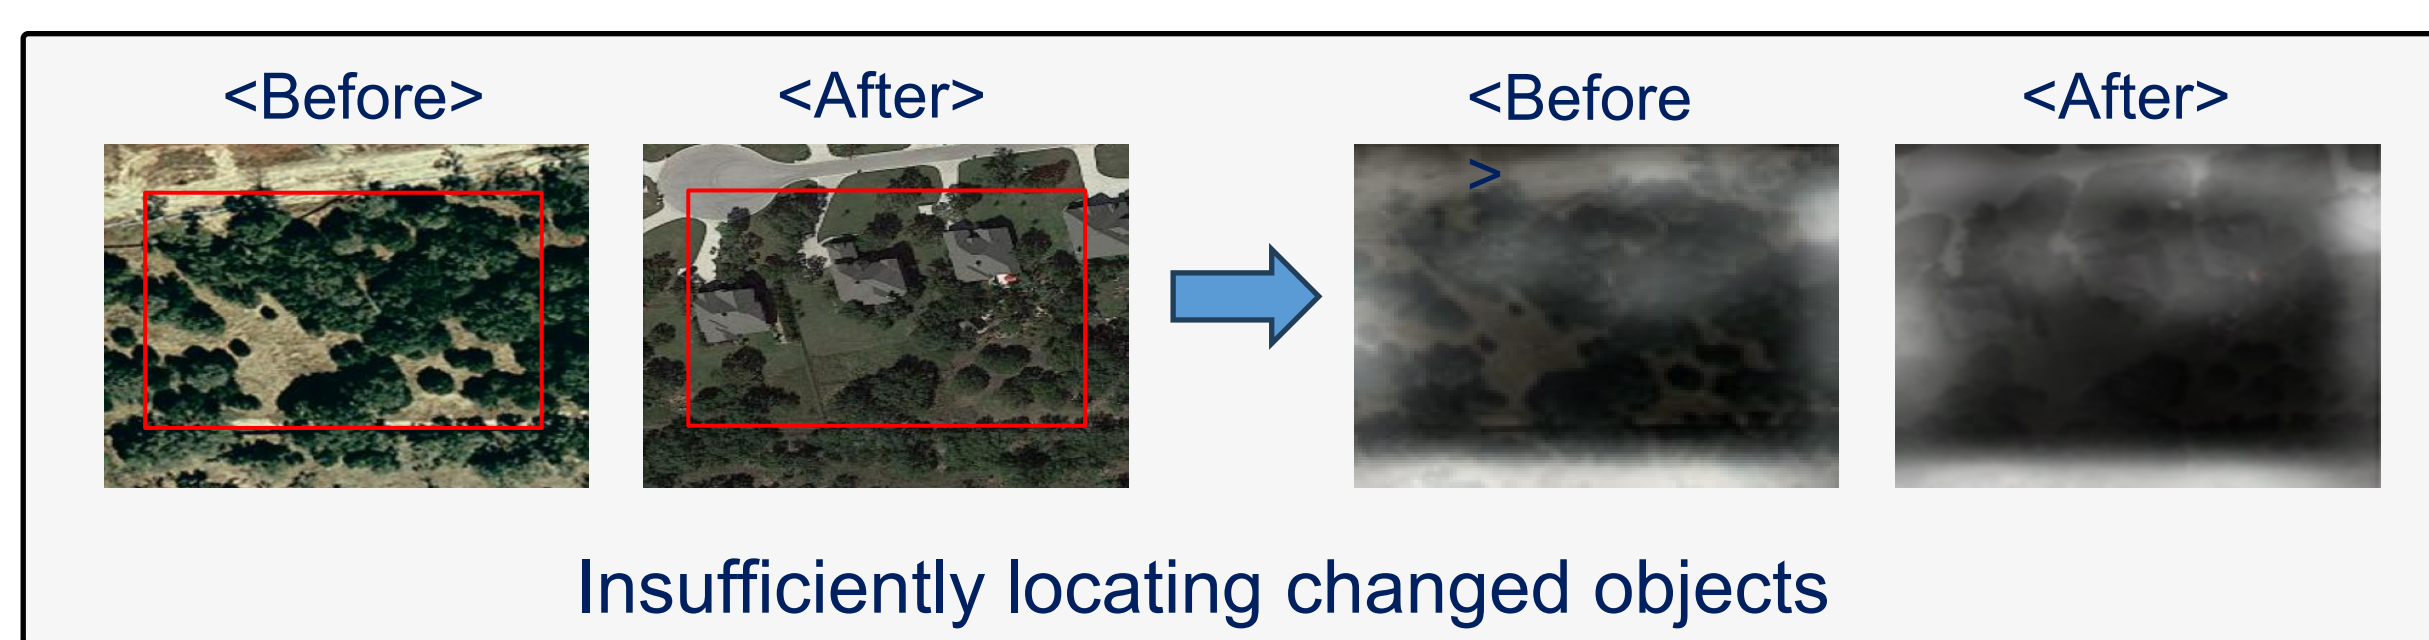 <Before>
<After>
<Before
>
<After>
Insufficiently locating changed objects